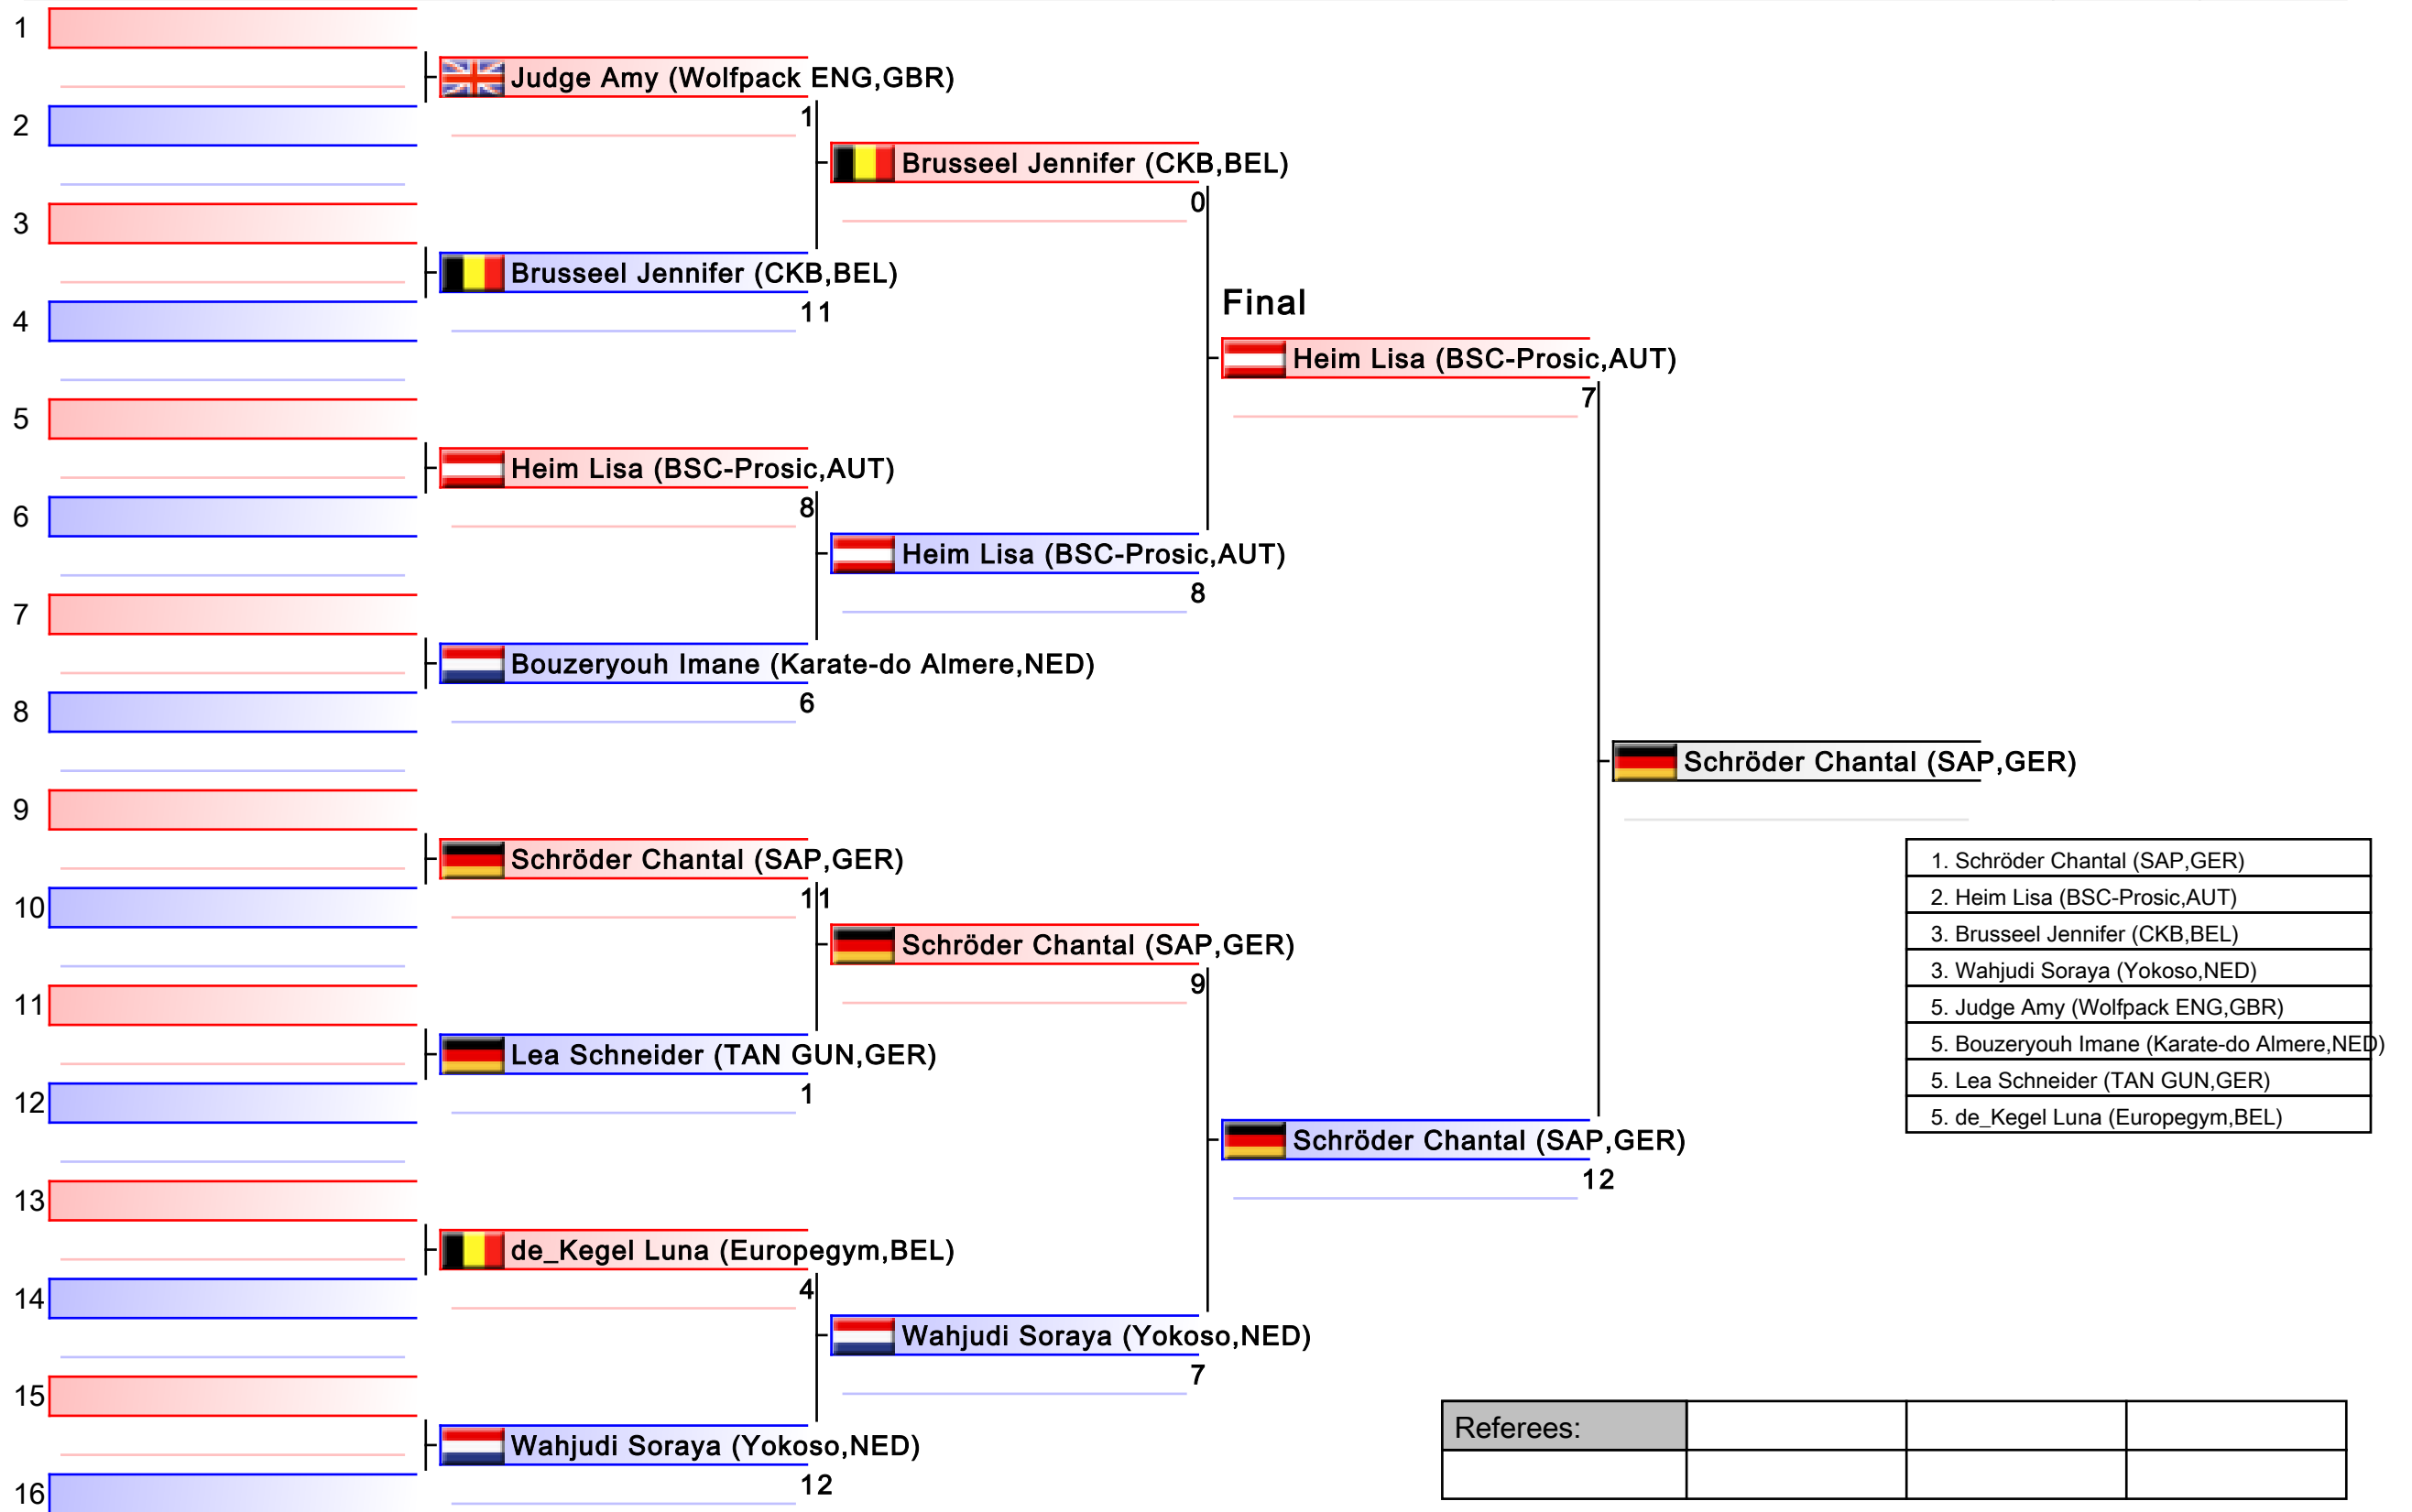 1
Judge Amy (Wolfpack ENG,GBR)
1
2
Brusseel Jennifer (CKB,BEL)
0
3
Brusseel Jennifer (CKB,BEL)
11
4
Final
Heim Lisa (BSC-Prosic,AUT)
7
5
Heim Lisa (BSC-Prosic,AUT)
8
6
Heim Lisa (BSC-Prosic,AUT)
8
7
Bouzeryouh Imane (Karate-do Almere,NED)
6
8
Schröder Chantal (SAP,GER)
9
Schröder Chantal (SAP,GER)
11
10
Schröder Chantal (SAP,GER)
9
11
Lea Schneider (TAN GUN,GER)
1
12
Schröder Chantal (SAP,GER)
12
13
de_Kegel Luna (Europegym,BEL)
4
14
Wahjudi Soraya (Yokoso,NED)
7
15
Wahjudi Soraya (Yokoso,NED)
12
16
1. Schröder Chantal (SAP,GER)
2. Heim Lisa (BSC-Prosic,AUT)
3. Brusseel Jennifer (CKB,BEL)
3. Wahjudi Soraya (Yokoso,NED)
5. Judge Amy (Wolfpack ENG,GBR)
5. Bouzeryouh Imane (Karate-do Almere,NED)
5. Lea Schneider (TAN GUN,GER)
5. de_Kegel Luna (Europegym,BEL)
Referees: